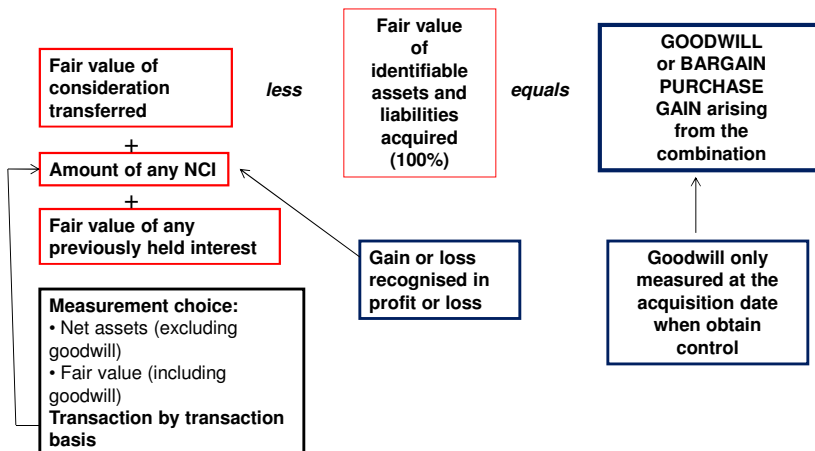 Fair value of
consideration
transferred
+
Amount of any NCI
+
Fair value of any
previously held interest
less
Fair value
of
identifiable
assets and
liabilities
acquired
(100%)
equals
GOODWILL
or BARGAIN
PURCHASE
GAIN arising
from the
combination
Measurement choice:
• Net assets (excluding
goodwill)
• Fair value (including
goodwill)
Transaction by transaction
basis
Gain or loss
recognised in
profit or loss
Goodwill only
measured at the
acquisition date
when obtain
control